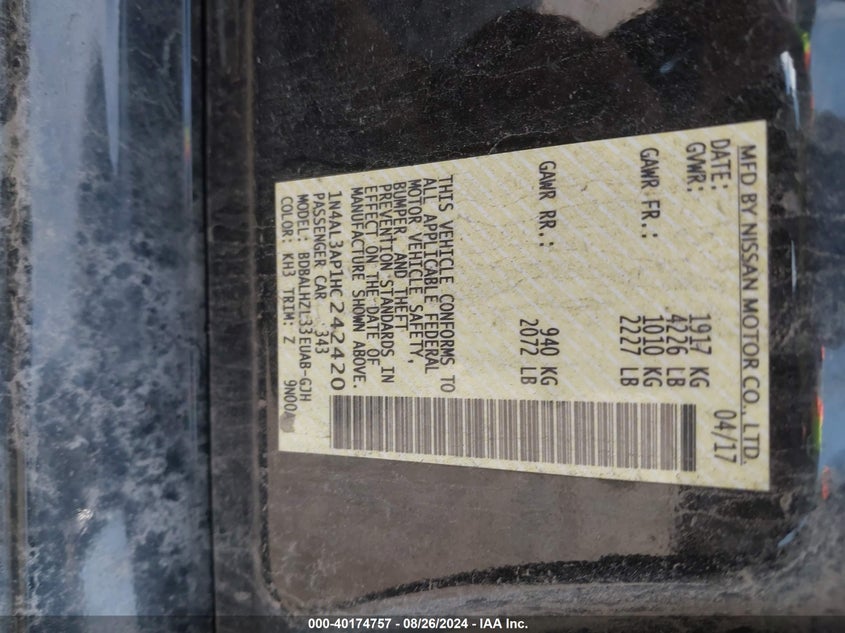 MFD BY NISSAN MOTOR CO., LTD.
DATE: 04/17
GVWR: 1917 KG
4226 LB
GAWR FR.: 1010 KG
2227 LB
GAWR RR.: 940 KG
2072 LB
THIS VEHICLE CONFORMS TO
ALL APPLICABLE FEDERAL
MOTOR VEHICLE SAFETY,
BUMPER, AND THEFT
PREVENTION STANDARDS IN
EFFECT ON THE DATE OF
MANUFACTURE SHOWN ABOVE.
1N4AL3AP1HC242420
PASSENGER CAR 343
MODEL: BDBALHZL33EUAB-GJH
COLOR: KH3 TRIM: Z 9N00A
000-40174757 - 08/26/2024 - IAA Inc.